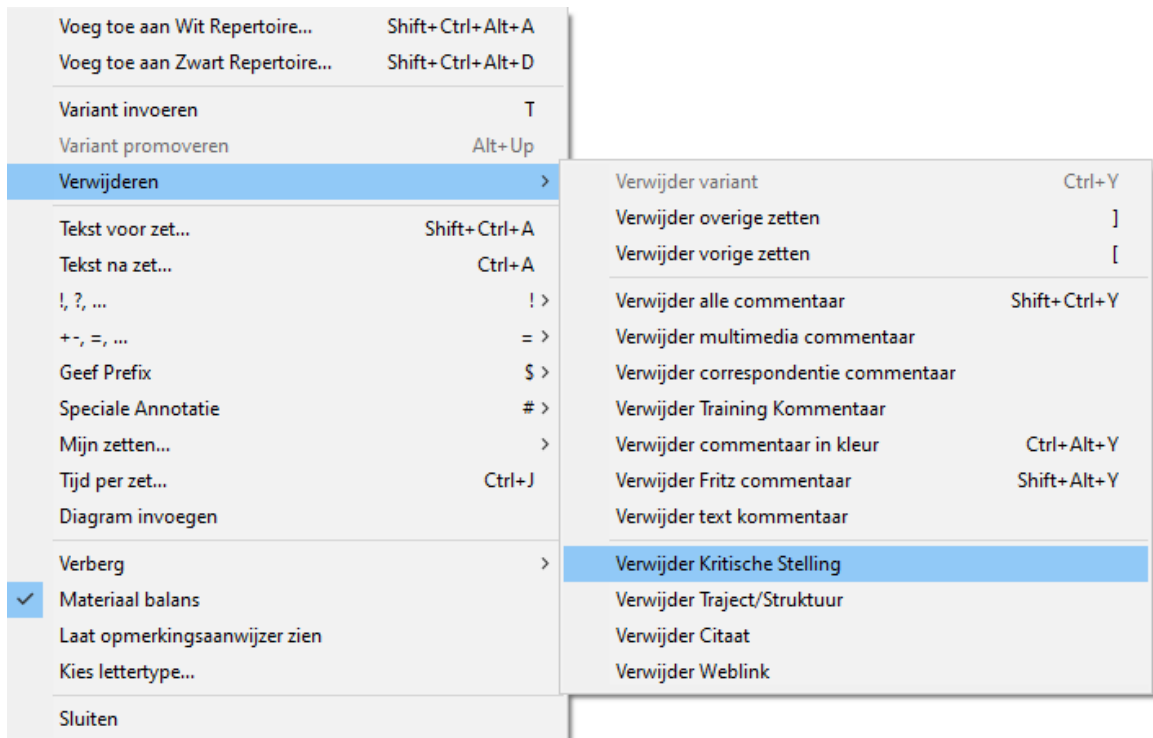 Voeg toe aan Wit Repertoire... Shift+Ctrl+Alt+A
Voeg toe aan Zwart Repertoire... Shift+Ctrl+Alt+D
Variant invoeren T
Variant promoveren Alt+Up
Verwijderen >
Tekst voor zet... Shift+Ctrl+A
Tekst na zet... Ctrl+A
!, ?, ... ! >
+-, =, ... = >
Geef Prefix $ >
Speciale Annotatie # >
Mijn zetten... >
Tijd per zet... Ctrl+J
Diagram invoegen
Verberg >
Materiaal balans
Laat opmerkingsaanwijzer zien
Kies lettertype...
Sluiten
Verwijder variant Ctrl+Y
Verwijder overige zetten ]
Verwijder vorige zetten [
Verwijder alle commentaar Shift+Ctrl+Y
Verwijder multimedia commentaar
Verwijder correspondentie commentaar
Verwijder Training Kommentaar
Verwijder commentaar in kleur Ctrl+Alt+Y
Verwijder Fritz commentaar Shift+Alt+Y
Verwijder text kommentaar
Verwijder Kritische Stelling
Verwijder Traject/Struktuur
Verwijder Citaat
Verwijder Weblink